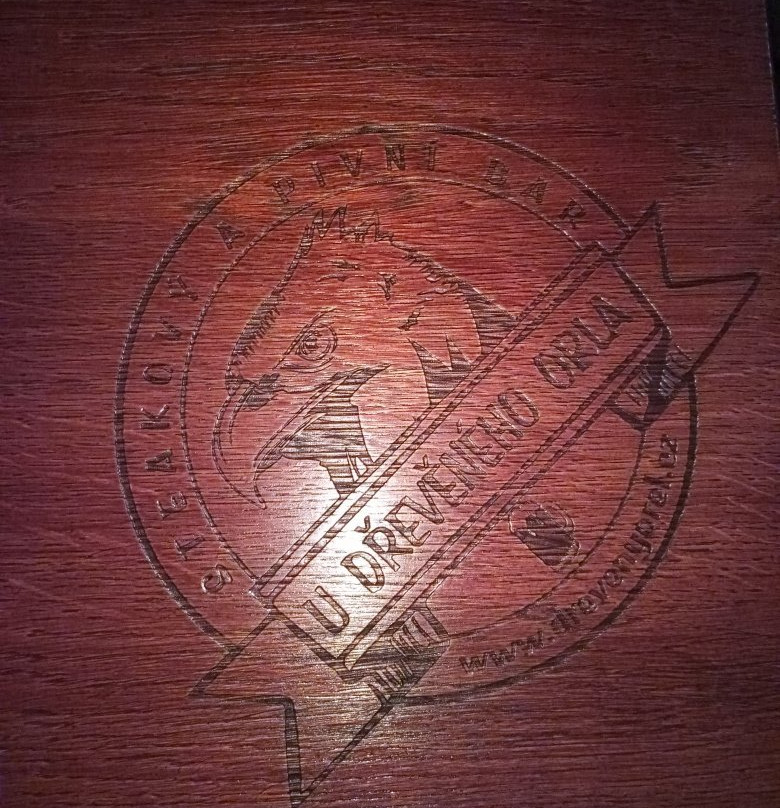 STEAKOVÝ A PIVNÍ BAR
U DŘEVĚNÉHO ORLA
www.drevenyorel.cz